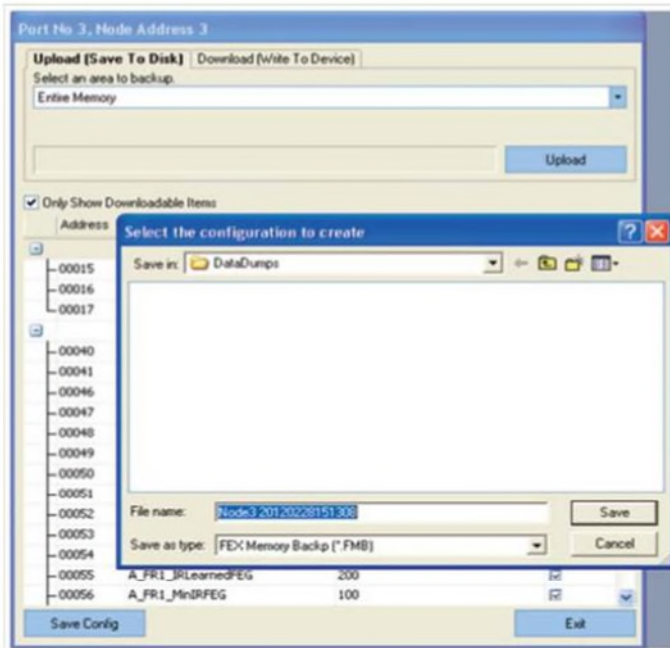 Port No 3, Node Address 3
Upload (Save To Disk) Download (Write To Device)
Select an area to backup.
Entire Memory
Upload
Only Show Downloadable Items
Address
Select the configuration to create
Save in: DataDumps
00015
00016
00017
00040
00041
00046
00047
00048
00049
00050
00051
00052
00053
00054
File name: Node3 20120228151308
Save
Save as type: FEX Memory Backp (*.FMB)
Cancel
00055 A_FR1_IRLearnedFEG 200
00056 A_FR1_MinIRFEG 100
Save Config
Exit